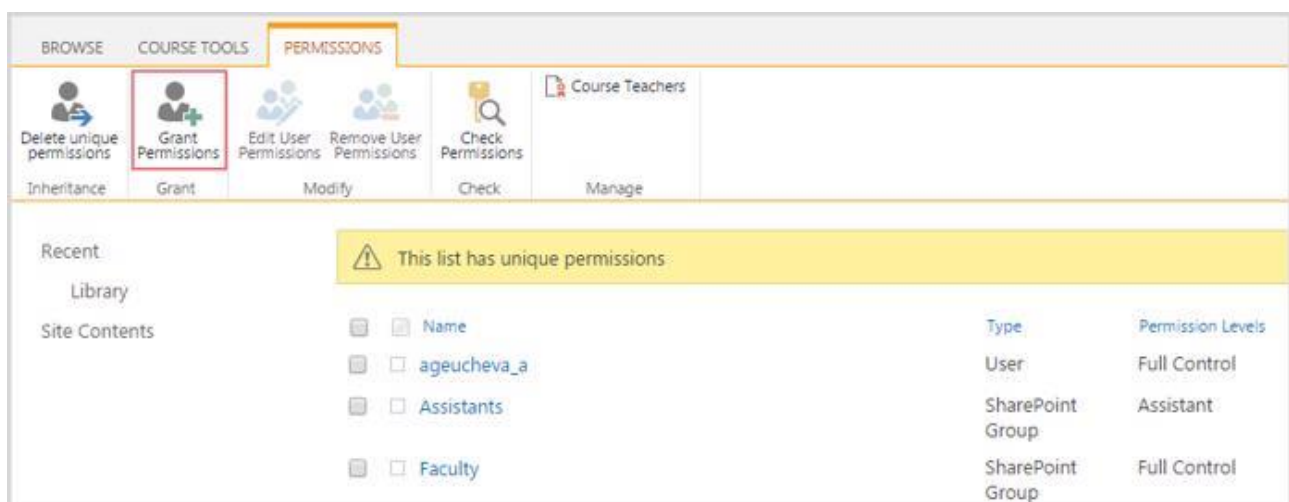 BROWSE COURSE TOOLS PERMISSIONS
Delete unique permissions
Grant Permissions
Edit User Permissions
Remove User Permissions
Check Permissions
Course Teachers
Inheritance Grant Modify Check Manage
Recent
Library
Site Contents
This list has unique permissions
Name Type Permission Levels
ageucheva_a User Full Control
Assistants SharePoint Group Assistant
Faculty SharePoint Group Full Control